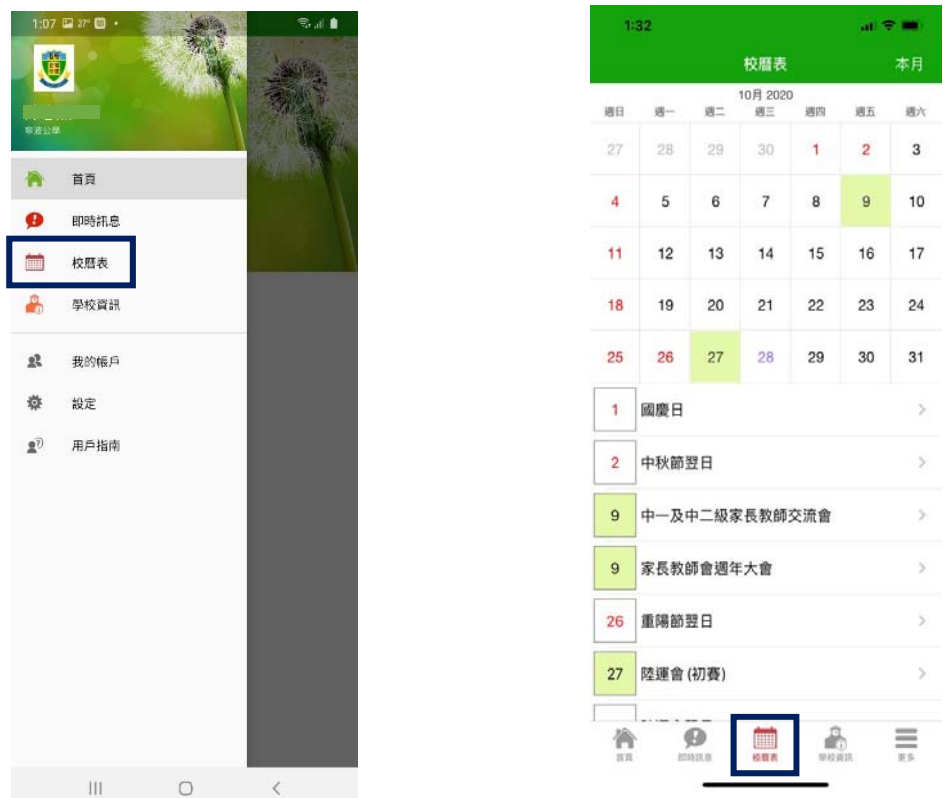 1:07
27°
寧波公學
首頁
即時訊息
校曆表
學校資訊
我的帳戶
設定
用戶指南
1:32
校曆表 本月
10月 2020
週日 週一 週二 週三 週四 週五 週六
27 28 29 30 1 2 3
4 5 6 7 8 9 10
11 12 13 14 15 16 17
18 19 20 21 22 23 24
25 26 27 28 29 30 31
1 國慶日
2 中秋節翌日
9 中一及中二級家長教師交流會
9 家長教師會週年大會
26 重陽節翌日
27 陸運會 (初賽)
首頁 即時訊息 校曆表 學校資訊 更多